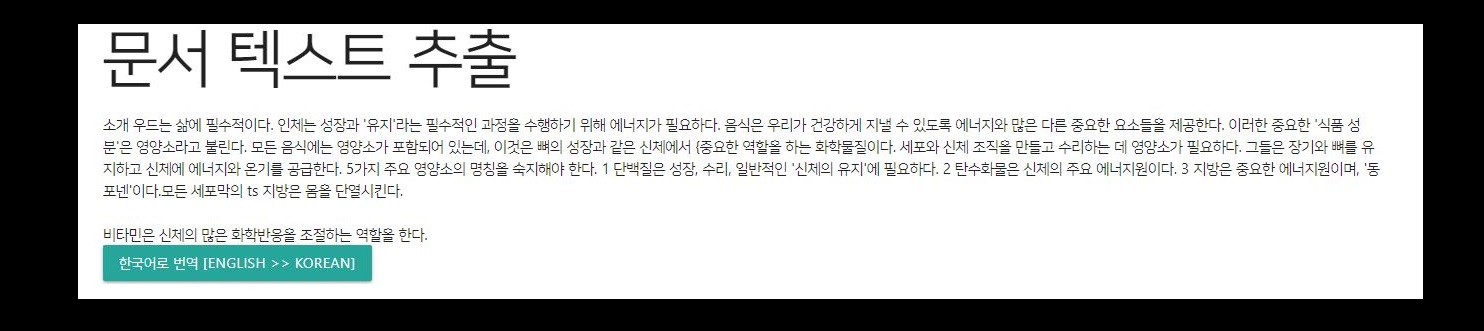 문서 텍스트 추출
소개 우드는 삶에 필수적이다. 인체는 성장과 '유지'라는 필수적인 과정을 수행하기 위해 에너지가 필요하다. 음식은 우리가 건강하게 지낼 수 있도록 에너지와 많은 다른 중요한 요소들을 제공한다. 이러한 중요한 '식품 성
분'은 영양소라고 불린다. 모든 음식에는 영양소가 포함되어 있는데, 이것은 뼈의 성장과 같은 신체에서 {중요한 역할을 하는 화학물질이다. 세포와 신체 조직을 만들고 수리하는 데 영양소가 필요하다. 그들은 장기와 뼈를 유
지하고 신체에 에너지와 온기를 공급한다. 5가지 주요 영양소의 명칭을 숙지해야 한다. 1 단백질은 성장, 수리, 일반적인 '신체의 유지'에 필요하다. 2 탄수화물은 신체의 주요 에너지원이다. 3 지방은 중요한 에너지원이며, '동
포넨'이다.모든 세포막의 ts 지방은 몸을 단열시킨다.
비타민은 신체의 많은 화학반응을 조절하는 역할을 한다.
한국어로 번역 [ENGLISH >> KOREAN]